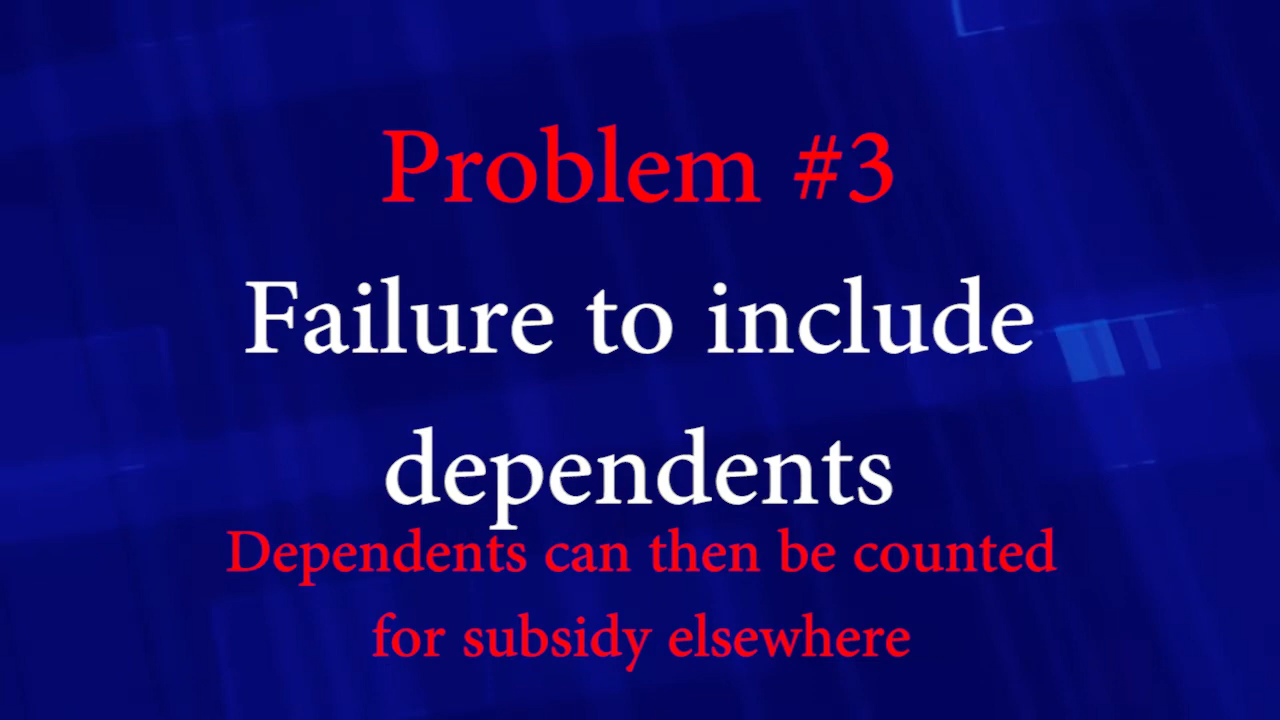 Problem #3
Failure to include
dependents
Dependents can then be counted
for subsidy elsewhere